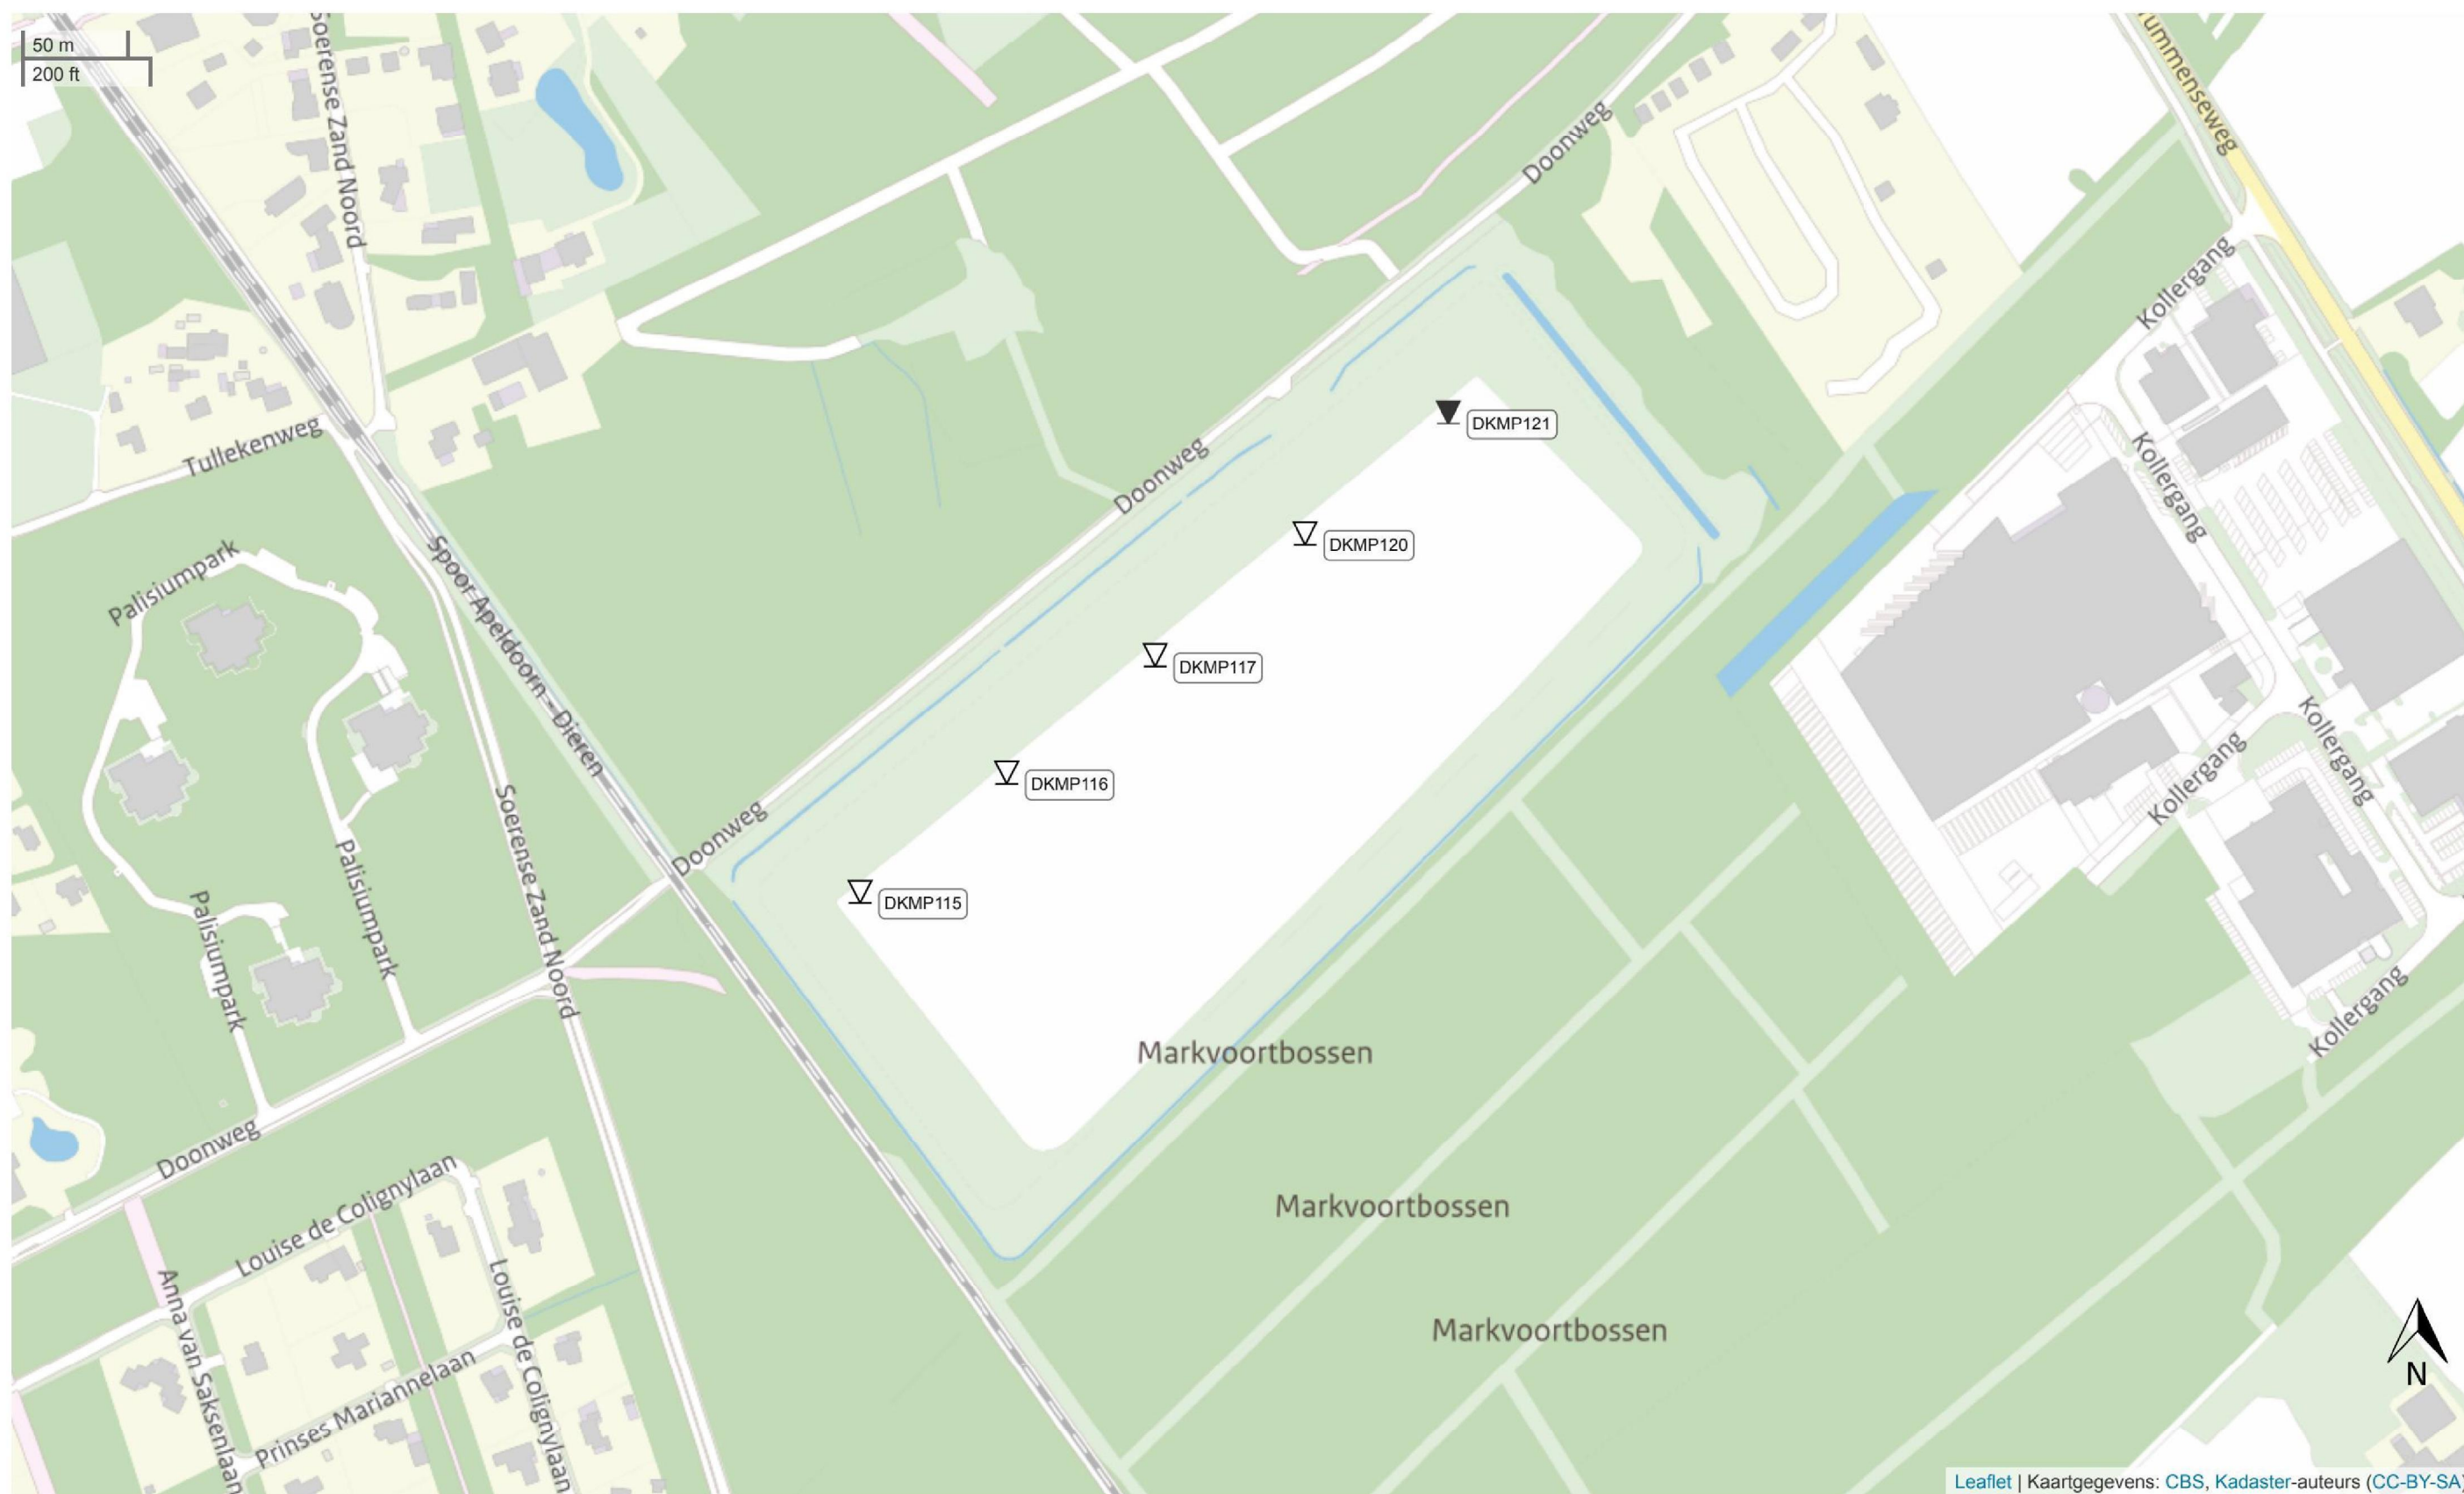 50 m
200 ft
Soerense Zand Noord
Doonweg
Kollergang
DKMP121
Tullekenweg
Kollergang
Doonweg
DKMP120
Palisiumpark
Spoor Apeldoorn - Dieren
DKMP117
Kollergang
Kollergang
DKMP116
Soerense Zand Noord
Doonweg
Palisiumpark
DKMP115
Palisiumpark
Kollergang
Markvoortbossen
Doonweg
Louise de Colignylaan
Markvoortbossen
Anna van Saksenlaan
Louise de Colignylaan
Markvoortbossen
Prinses Mariannelaan
N
Leaflet | Kaartgegevens: CBS, Kadaster-auteurs (CC-BY-SA)